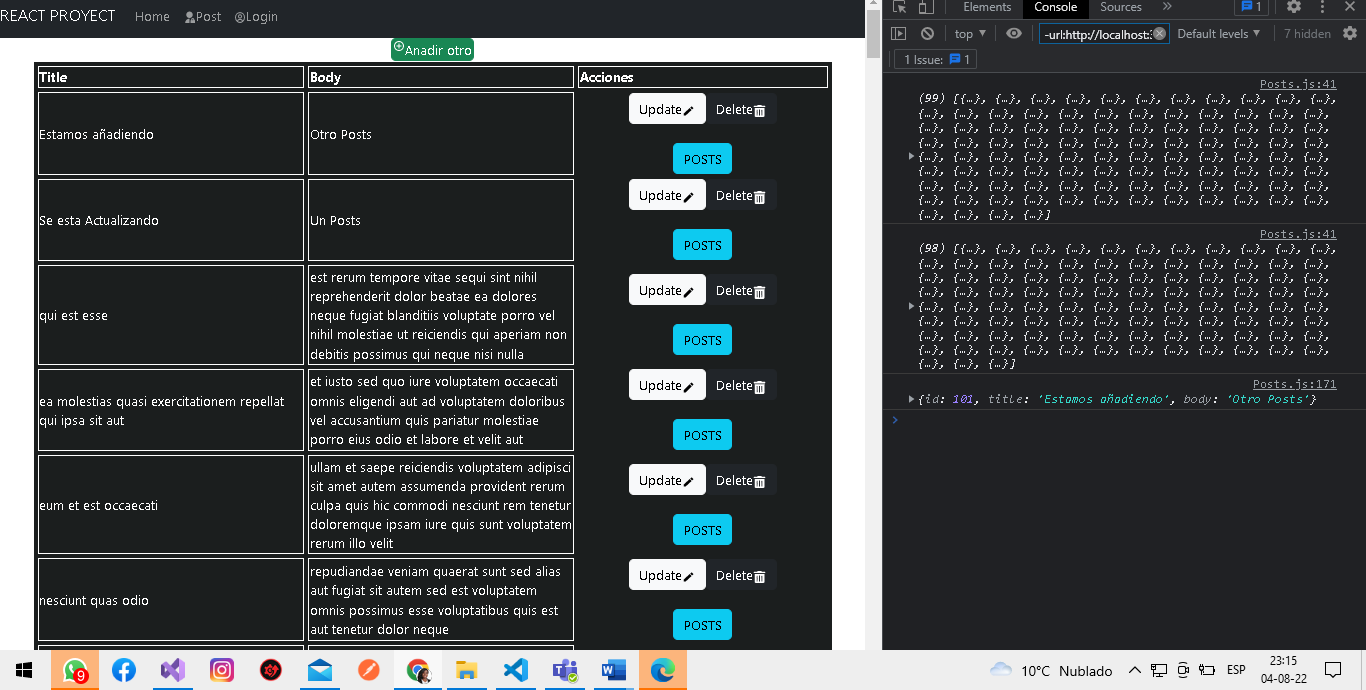 REACT PROYECT Home Post Login
Anadir otro
Title Body Acciones
Estamos añadiendo
Otro Posts
Update Delete
POSTS
Se esta Actualizando
Un Posts
Update Delete
POSTS
qui est esse
est rerum tempore vitae sequi sint nihil
reprehenderit dolor beatae ea dolores
neque fugiat blanditiis voluptate porro vel
nihil molestiae ut reiciendis qui aperiam non
debitis possimus qui neque nisi nulla
Update Delete
POSTS
ea molestias quasi exercitationem repellat
qui ipsa sit aut
et iusto sed quo iure voluptatem occaecati
omnis eligendi aut ad voluptatem doloribus
vel accusantium quis pariatur molestiae
porro eius odio et labore et velit aut
Update Delete
POSTS
eum et est occaecati
ullam et saepe reiciendis voluptatem adipisci
sit amet autem assumenda provident rerum
culpa quis hic commodi nesciunt rem tenetur
doloremque ipsam iure quis sunt voluptatem
rerum illo velit
Update Delete
POSTS
nesciunt quas odio
repudiandae veniam quaerat sunt sed alias
aut fugiat sit autem sed est voluptatem
omnis possimus esse voluptatibus quis est
aut tenetur dolor neque
Update Delete
POSTS
Elements Console Sources » 1
top ▼ -url:http://localhost: Default levels ▼ 7 hidden
1 Issue: 1
Posts.js:41
(99) [{…}, {…}, {…}, {…}, {…}, {…}, {…}, {…}, {…}, {…}, {…},
{…}, {…}, {…}, {…}, {…}, {…}, {…}, {…}, {…}, {…}, {…}, {…},
{…}, {…}, {…}, {…}, {…}, {…}, {…}, {…}, {…}, {…}, {…}, {…},
{…}, {…}, {…}, {…}, {…}, {…}, {…}, {…}, {…}, {…}, {…}, {…},
{…}, {…}, {…}, {…}, {…}, {…}, {…}, {…}, {…}, {…}, {…}, {…},
{…}, {…}, {…}, {…}, {…}, {…}, {…}, {…}, {…}, {…}, {…}, {…},
{…}, {…}, {…}, {…}, {…}, {…}, {…}, {…}, {…}, {…}, {…}, {…},
{…}, {…}, {…}, {…}, {…}, {…}, {…}, {…}, {…}, {…}, {…}, {…},
{…}, {…}, {…}, {…}]
Posts.js:41
(98) [{…}, {…}, {…}, {…}, {…}, {…}, {…}, {…}, {…}, {…}, {…},
{…}, {…}, {…}, {…}, {…}, {…}, {…}, {…}, {…}, {…}, {…}, {…},
{…}, {…}, {…}, {…}, {…}, {…}, {…}, {…}, {…}, {…}, {…}, {…},
{…}, {…}, {…}, {…}, {…}, {…}, {…}, {…}, {…}, {…}, {…}, {…},
{…}, {…}, {…}, {…}, {…}, {…}, {…}, {…}, {…}, {…}, {…}, {…},
{…}, {…}, {…}, {…}, {…}, {…}, {…}, {…}, {…}, {…}, {…}, {…},
{…}, {…}, {…}, {…}, {…}, {…}, {…}, {…}, {…}, {…}, {…}, {…},
{…}, {…}, {…}, {…}, {…}, {…}, {…}, {…}, {…}, {…}, {…}, {…},
{…}, {…}, {…}]
Posts.js:171
{id: 101, title: 'Estamos añadiendo', body: 'Otro Posts'}
9
10°C Nublado ESP 23:15
04-08-22